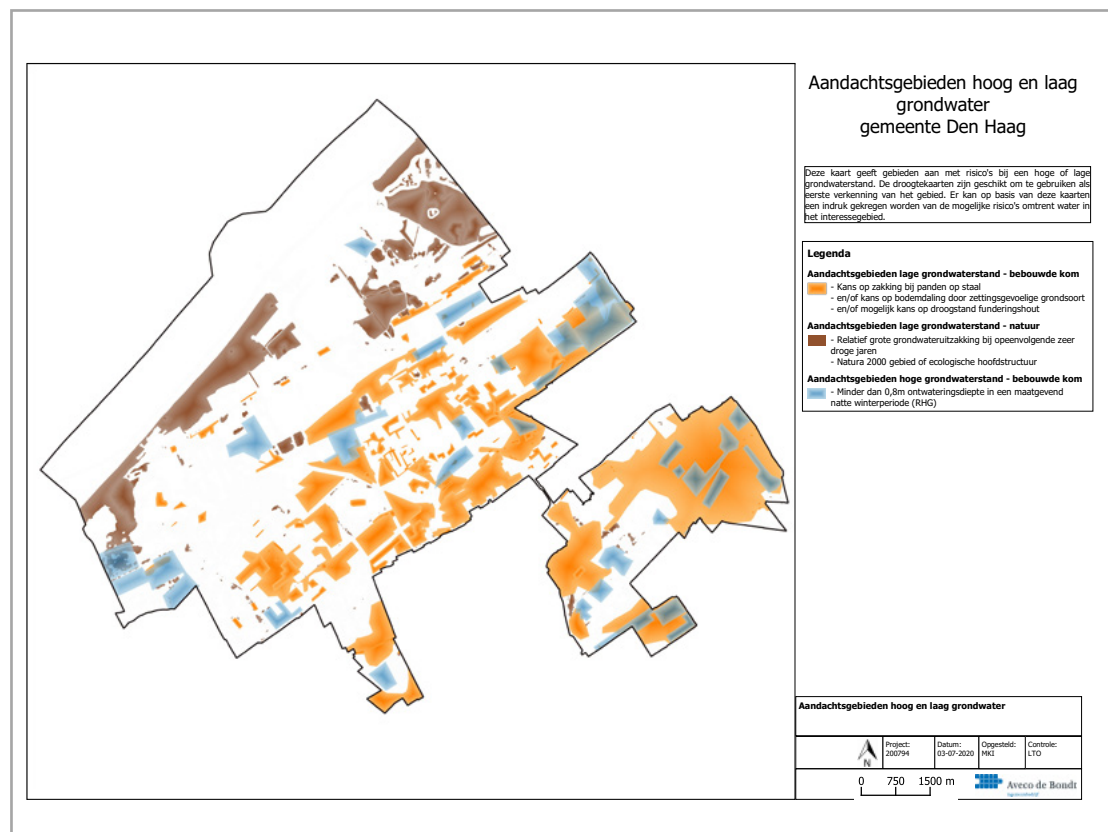 Aandachtsgebieden hoog en laag
grondwater
gemeente Den Haag
Deze kaart geeft gebieden aan met risico's bij een hoge of lage
grondwaterstand. De droogtekaarten zijn geschikt om te gebruiken als
eerste verkenning van het gebied. Er kan op basis van deze kaarten
een indruk gekregen worden van de mogelijke risico's omtrent water in
het interessegebied.
Legenda
Aandachtsgebieden lage grondwaterstand - bebouwde kom
- Kans op zakking bij panden op staal
- en/of kans op bodemdaling door zettingsgevoelige grondsoort
- en/of mogelijk kans op droogstand funderingshout
Aandachtsgebieden lage grondwaterstand - natuur
- Relatief grote grondwateruitzakking bij opeenvolgende zeer
droge jaren
- Natura 2000 gebied of ecologische hoofdstructuur
Aandachtsgebieden hoge grondwaterstand - bebouwde kom
- Minder dan 0,8m ontwateringsdiepte in een maatgevend
natte winterperiode (RHG)
Aandachtsgebieden hoog en laag grondwater
N
Project:
200794
Datum:
03-07-2020
Opgesteld:
MKI
Controle:
LTO
0 750 1500 m
Aveco de Bondt
ingenieursbedrijf